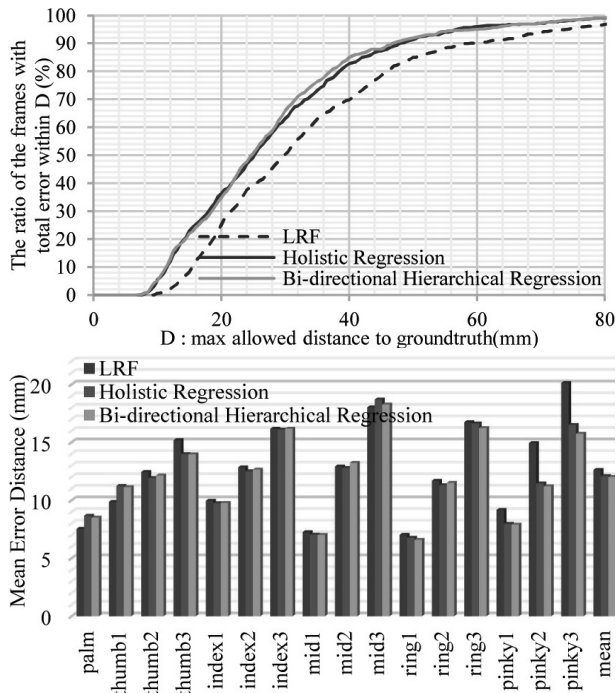 100
90
80
70
60
50
40
30
20
10
0
The ratio of the frames with
total error within D (%)
LRF
Holistic Regression
Bi-directional Hierarchical Regression
0 20 40 60 80
D : max allowed distance to groundtruth(mm)
LRF
Holistic Regression
Bi-directional Hierarchical Regression
20
15
10
5
0
Mean Error Distance (mm)
palm
thumb1
thumb2
thumb3
index1
index2
index3
mid1
mid2
mid3
ring1
ring2
ring3
pinky1
pinky2
pinky3
mean